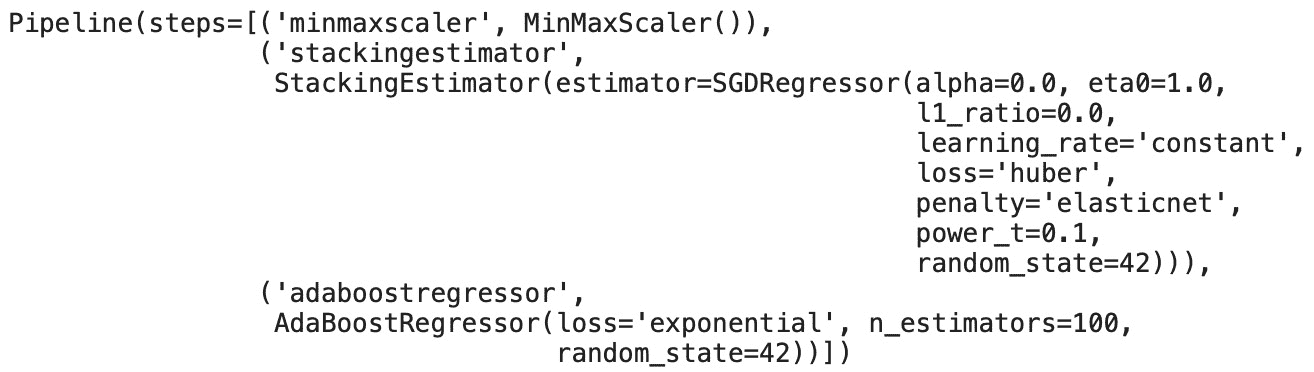 Pipeline(steps=[('minmaxscaler', MinMaxScaler()),
                ('stackingestimator',
                 StackingEstimator(estimator=SGDRegressor(alpha=0.0, eta0=1.0,
                                                          l1_ratio=0.0,
                                                          learning_rate='constant',
                                                          loss='huber',
                                                          penalty='elasticnet',
                                                          power_t=0.1,
                                                          random_state=42))),
                ('adaboostregressor',
                 AdaBoostRegressor(loss='exponential', n_estimators=100,
                                   random_state=42))])